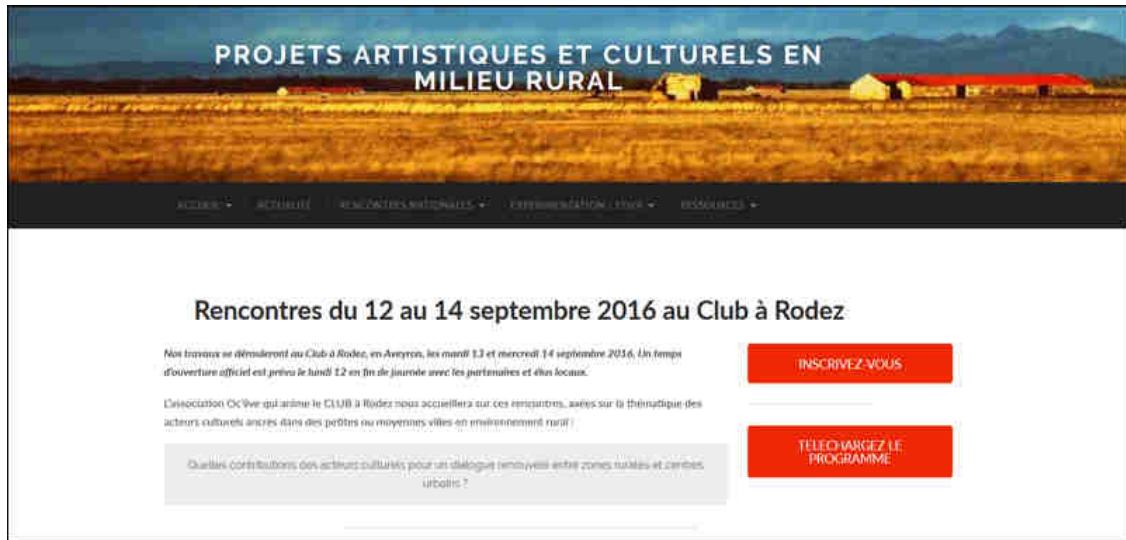 PROJETS ARTISTIQUES ET CULTURELS EN
MILIEU RURAL
ACCUEIL ACTUALITÉ RENCONTRES NATIONALES EXPÉRIMENTATION RESSOURCES
Rencontres du 12 au 14 septembre 2016 au Club à Rodez
Nos travaux se dérouleront au Club à Rodez, en Aveyron, les mardi 13 et mercredi 14 septembre 2016. Un temps
d'ouverture officiel est prévu le lundi 12 en fin de journée avec les partenaires et élus locaux.
L'association Oc'live qui anime le CLUB à Rodez nous accueillera sur ces rencontres, axées sur la thématique des
acteurs culturels ancrés dans des petites ou moyennes villes en environnement rural :
Quelles contributions des acteurs culturels pour un dialogue renouvelé entre zones rurales et centres
urbains ?
INSCRIVEZ-VOUS
TÉLÉCHARGEZ LE
PROGRAMME